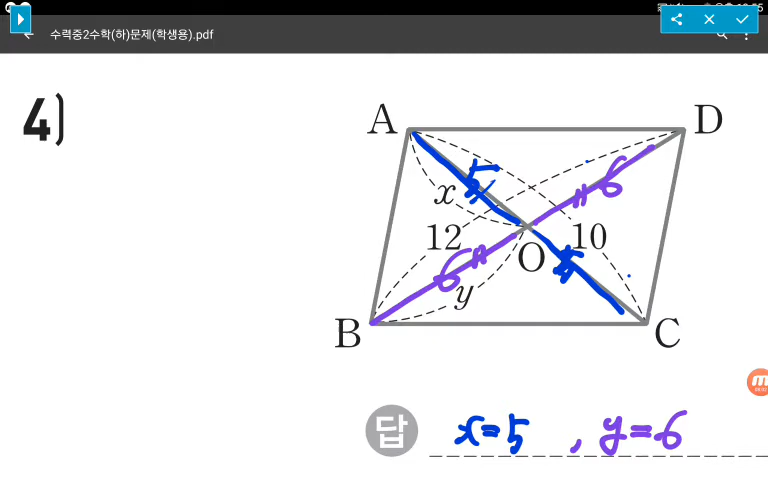 수력중2수학(하)문제(학생용).pdf
4)
A D
x 5 6
12 10
O
6 y 5
B C
답 x=5 , y=6